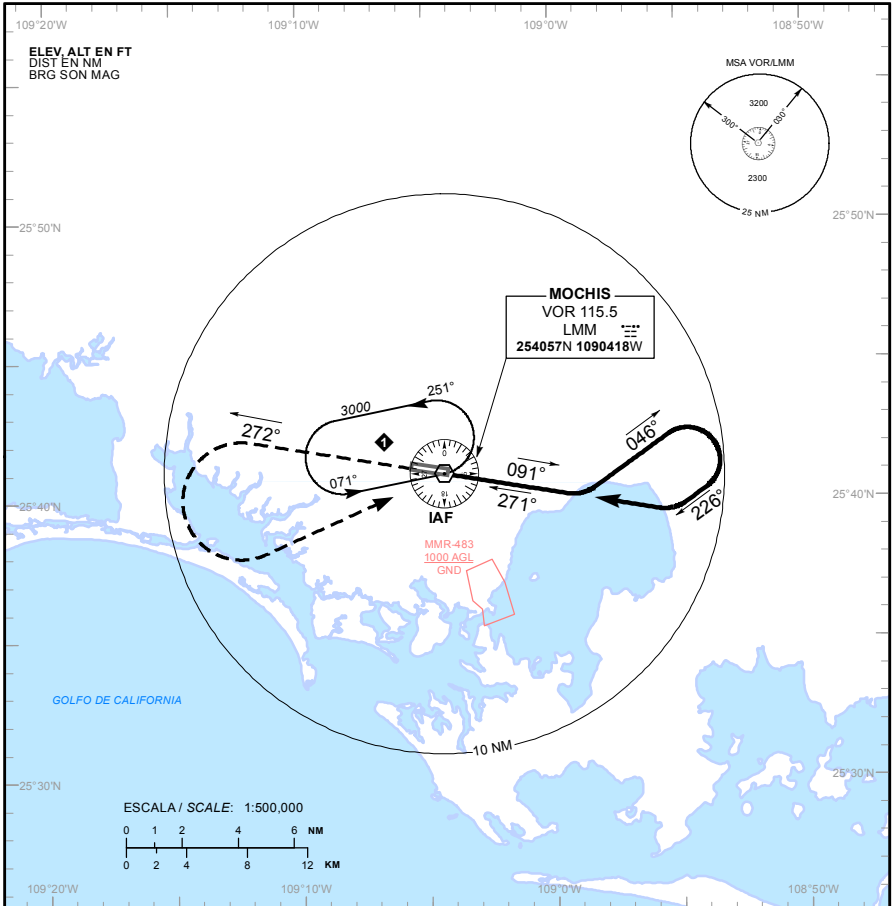 109°20'W
109°10'W
109°0'W
108°50'W
ELEV, ALT EN FT
DIST EN NM
BRG SON MAG
MSA VOR/LMM
3200
300°
030°
2300
25 NM
25°50'N
25°50'N
MOCHIS
VOR 115.5
LMM
254057N 1090418W
3000
251°
272°
1
071°
0
18
091°
271°
046°
226°
25°40'N
25°40'N
IAF
MMR-483
1000 AGL
GND
GOLFO DE CALIFORNIA
10 NM
25°30'N
25°30'N
ESCALA / SCALE: 1:500,000
0 1 2 4 6 NM
0 2 4 8 12 KM
109°20'W
109°10'W
109°0'W
108°50'W